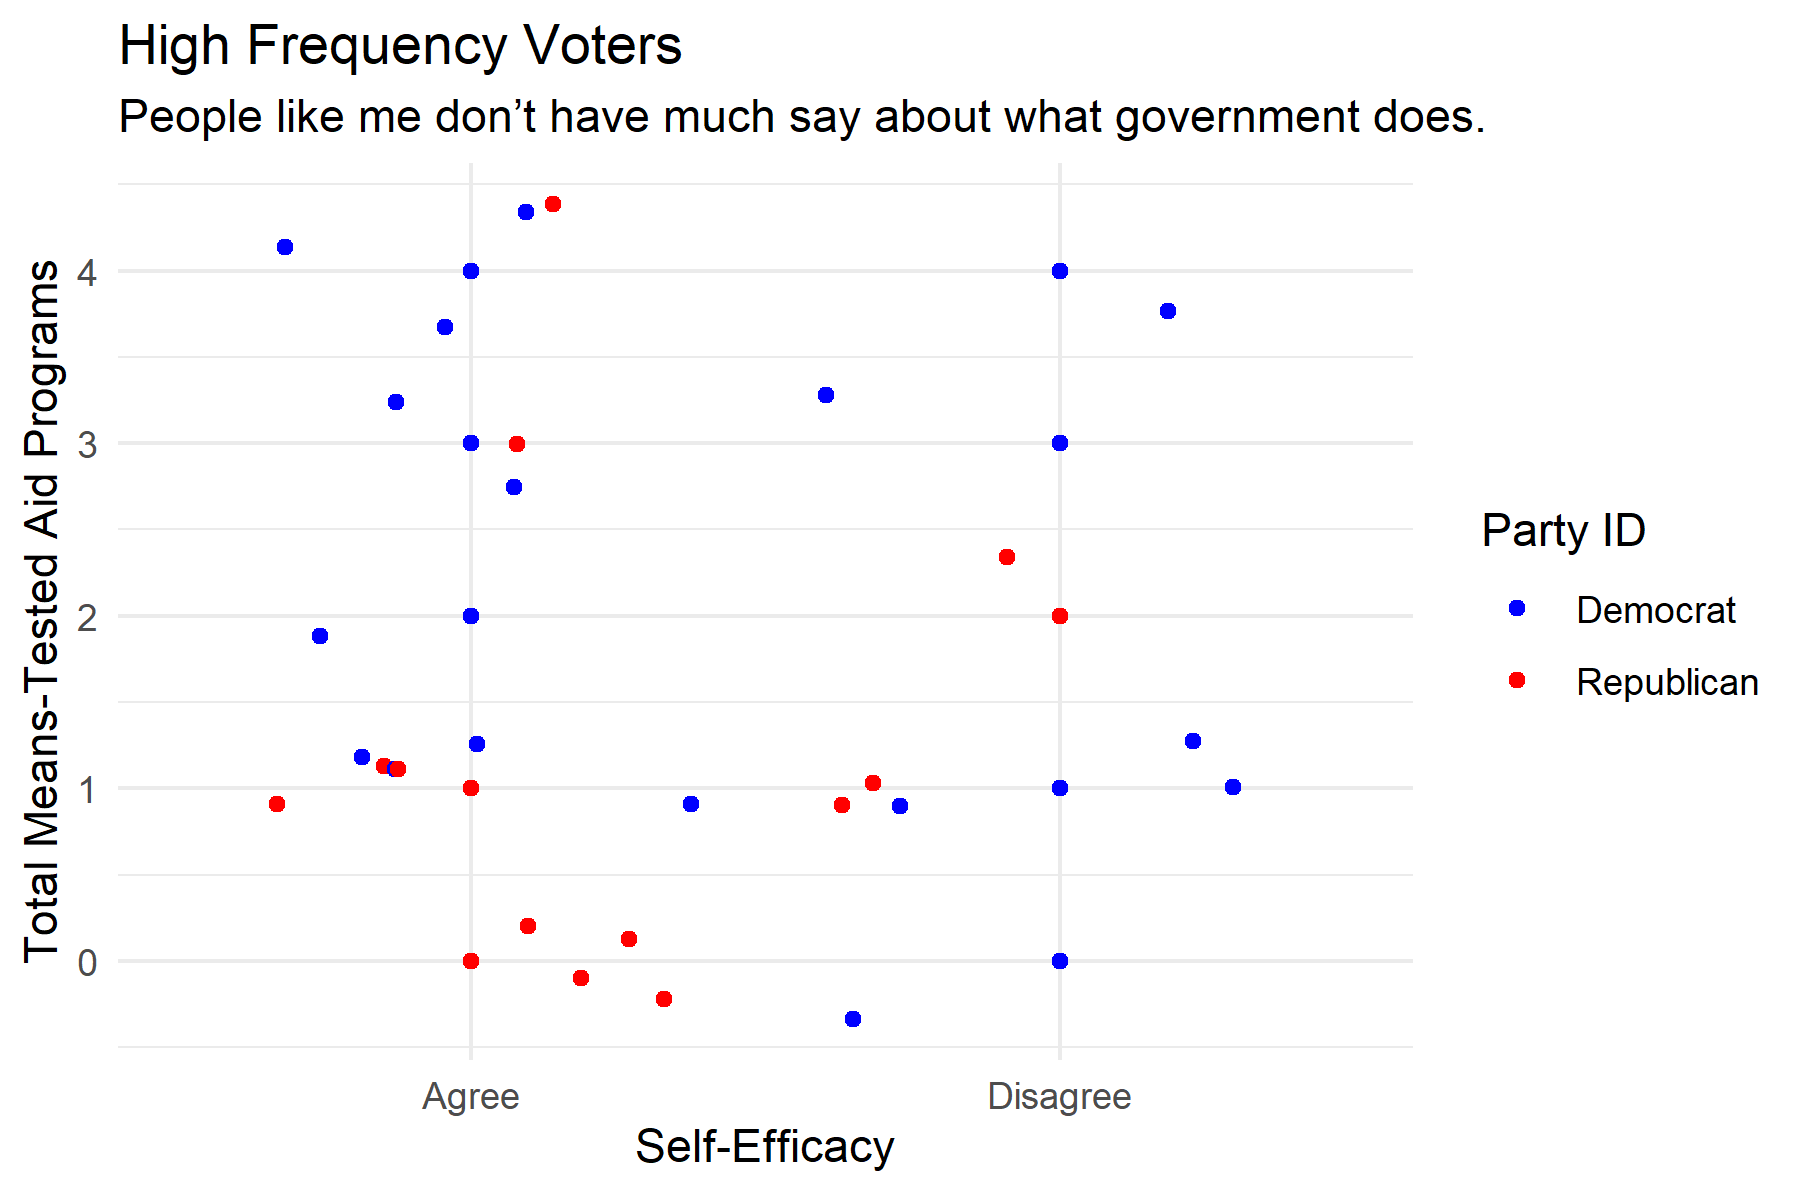 High Frequency Voters
People like me don’t have much say about what government does.
Total Means-Tested Aid Programs
4
3
2
1
0
Agree
Disagree
Self-Efficacy
Party ID
Democrat
Republican